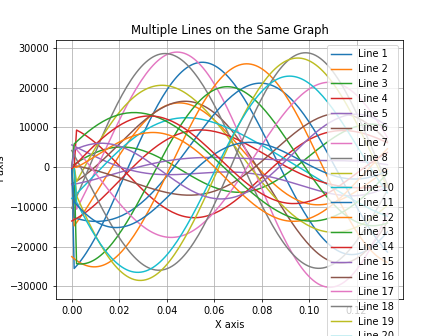 Multiple Lines on the Same Graph
30000
20000
10000
0
−10000
−20000
−30000
0.00
0.02
0.04
0.06
0.08
0.10
X axis
Line 1
Line 2
Line 3
Line 4
Line 5
Line 6
Line 7
Line 8
Line 9
Line 10
Line 11
Line 12
Line 13
Line 14
Line 15
Line 16
Line 17
Line 18
Line 19
Line 20